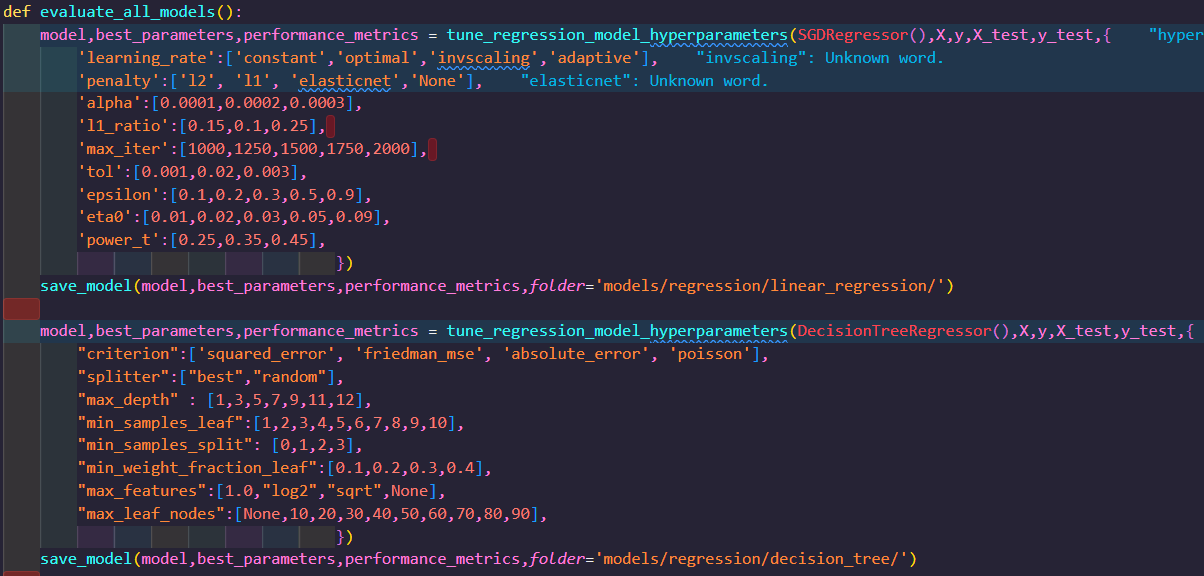 def evaluate_all_models():
    model,best_parameters,performance_metrics = tune_regression_model_hyperparameters(SGDRegressor(),X,y,X_test,y_test,{    "hyper
        'learning_rate':['constant','optimal','invscaling','adaptive'],    "invscaling": Unknown word.
        'penalty':['l2', 'l1', 'elasticnet','None'],    "elasticnet": Unknown word.
        'alpha':[0.0001,0.0002,0.0003],
        'l1_ratio':[0.15,0.1,0.25],
        'max_iter':[1000,1250,1500,1750,2000],
        'tol':[0.001,0.02,0.003],
        'epsilon':[0.1,0.2,0.3,0.5,0.9],
        'eta0':[0.01,0.02,0.03,0.05,0.09],
        'power_t':[0.25,0.35,0.45],
                                    })
    save_model(model,best_parameters,performance_metrics,folder='models/regression/linear_regression/')
    model,best_parameters,performance_metrics = tune_regression_model_hyperparameters(DecisionTreeRegressor(),X,y,X_test,y_test,{
        "criterion":['squared_error', 'friedman_mse', 'absolute_error', 'poisson'],
        "splitter":["best","random"],
        "max_depth" : [1,3,5,7,9,11,12],
        "min_samples_leaf":[1,2,3,4,5,6,7,8,9,10],
        "min_samples_split": [0,1,2,3],
        "min_weight_fraction_leaf":[0.1,0.2,0.3,0.4],
        "max_features":[1.0,"log2","sqrt",None],
        "max_leaf_nodes":[None,10,20,30,40,50,60,70,80,90],
                                    })
    save_model(model,best_parameters,performance_metrics,folder='models/regression/decision_tree/')